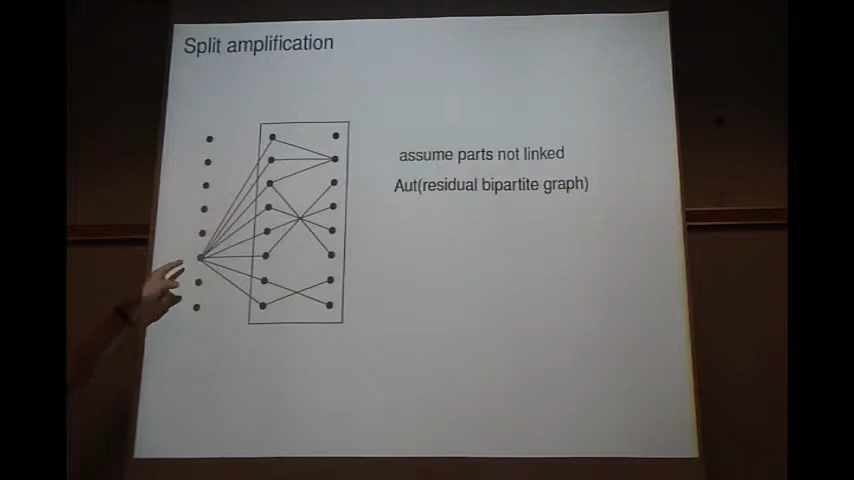 Split amplification
assume parts not linked
Aut(residual bipartite graph)